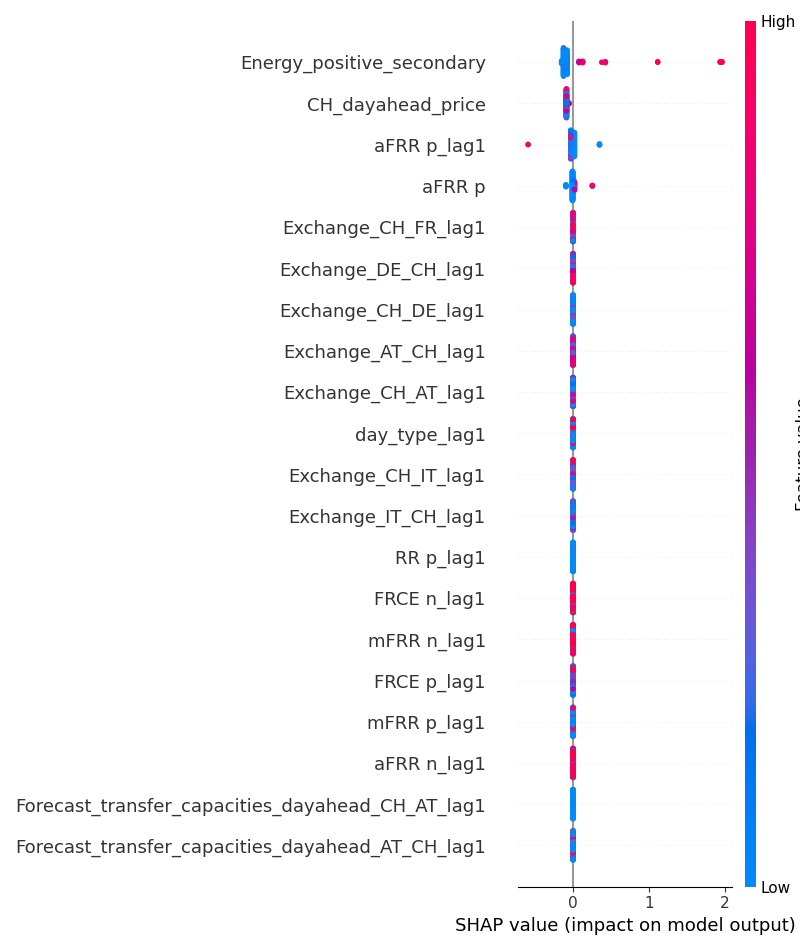 High
Energy_positive_secondary
CH_dayahead_price
aFRR p_lag1
aFRR p
Exchange_CH_FR_lag1
Exchange_DE_CH_lag1
Exchange_CH_DE_lag1
Exchange_AT_CH_lag1
Exchange_CH_AT_lag1
day_type_lag1
Exchange_CH_IT_lag1
Exchange_IT_CH_lag1
RR p_lag1
FRCE n_lag1
mFRR n_lag1
FRCE p_lag1
mFRR p_lag1
aFRR n_lag1
Forecast_transfer_capacities_dayahead_CH_AT_lag1
Forecast_transfer_capacities_dayahead_AT_CH_lag1
Low
0 1 2
SHAP value (impact on model output)